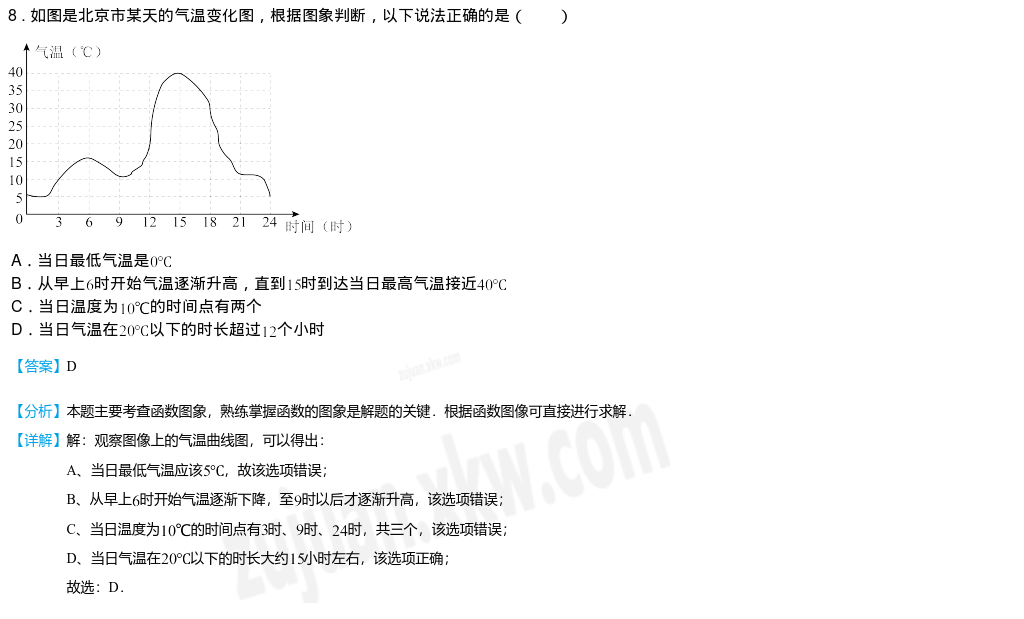 8．如图是北京市某天的气温变化图，根据图象判断，以下说法正确的是（　　）
气温（℃）
40
35
30
25
20
15
10
5
0
3 6 9 12 15 18 21 24 时间（时）
A．当日最低气温是0℃
B．从早上6时开始气温逐渐升高，直到15时到达当日最高气温接近40℃
C．当日温度为10℃的时间点有两个
D．当日气温在20℃以下的时长超过12个小时
【答案】D
zujuan.xkw.com
【分析】本题主要考查函数图象，熟练掌握函数的图象是解题的关键．根据函数图像可直接进行求解．
【详解】解：观察图像上的气温曲线图，可以得出：
A、当日最低气温应该5℃，故该选项错误；
B、从早上6时开始气温逐渐下降，至9时以后才逐渐升高，该选项错误；
C、当日温度为10℃的时间点有3时、9时、24时，共三个，该选项错误；
D、当日气温在20℃以下的时长大约15小时左右，该选项正确；
故选：D．
zujuan.xkw.com